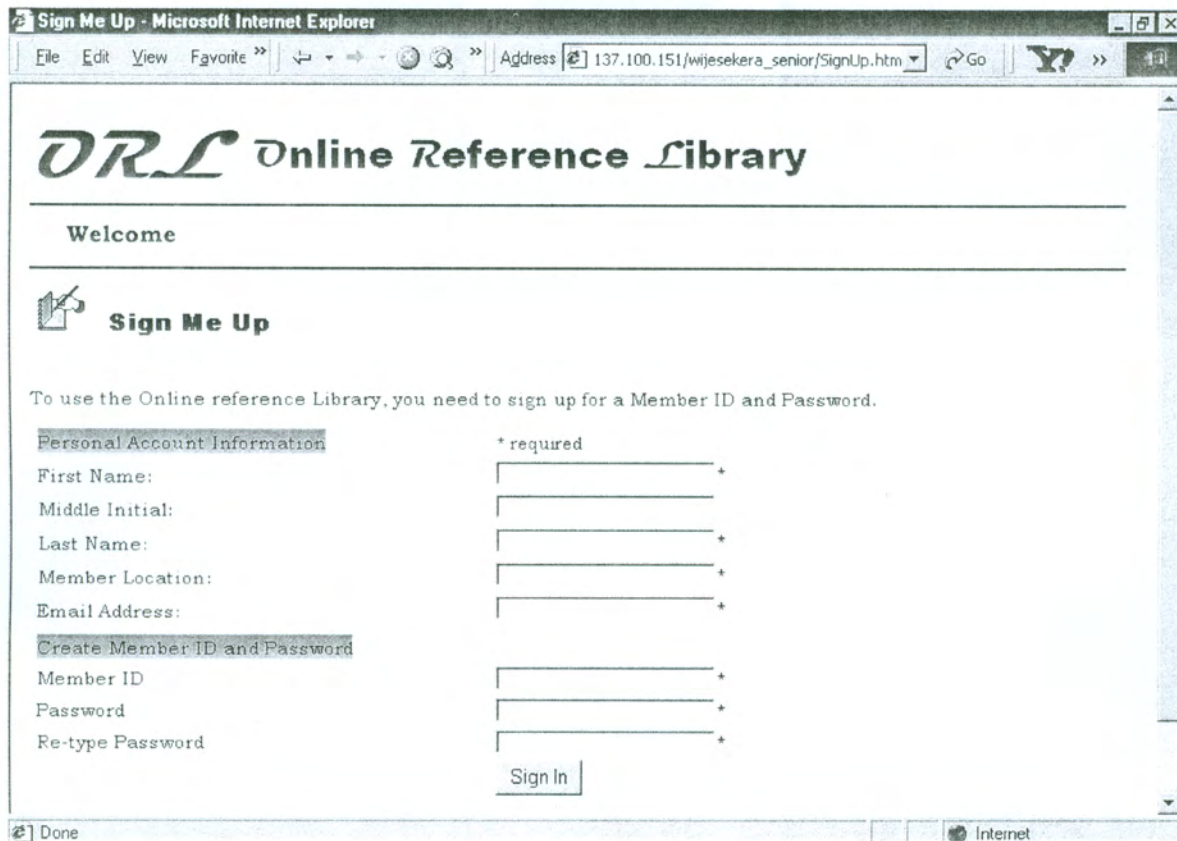 Sign Me Up - Microsoft Internet Explorer
File Edit View Favorite » » Address 137.100.151/wijesekera_senior/SignUp.htm Go Y! »
ORL Online Reference Library
Welcome
Sign Me Up
To use the Online reference Library, you need to sign up for a Member ID and Password.
Personal Account Information * required
First Name: *
Middle Initial:
Last Name: *
Member Location: *
Email Address: *
Create Member ID and Password
Member ID *
Password *
Re-type Password *
Sign In
Done Internet